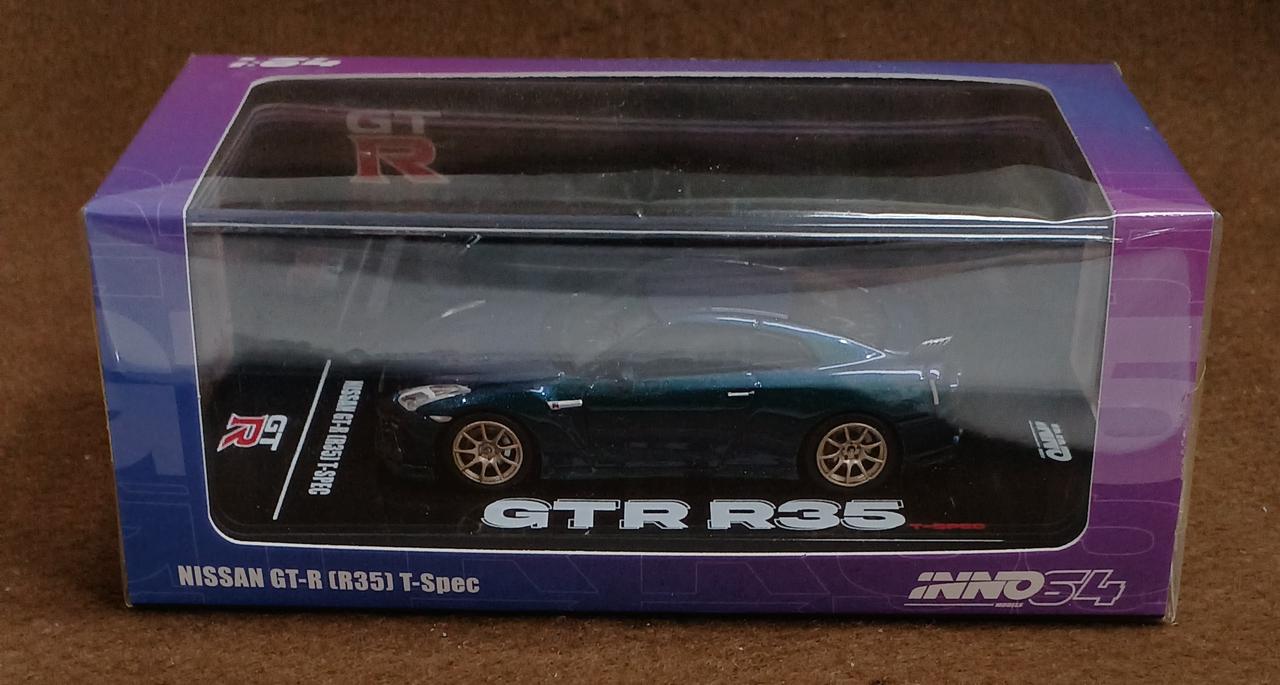 1:64
GT
R
GT
R
NISSAN GT-R (R35) T-SPEC
INNO
GTR R35 T-SPEC
NISSAN GT-R (R35) T-Spec
INNO64
MODELS